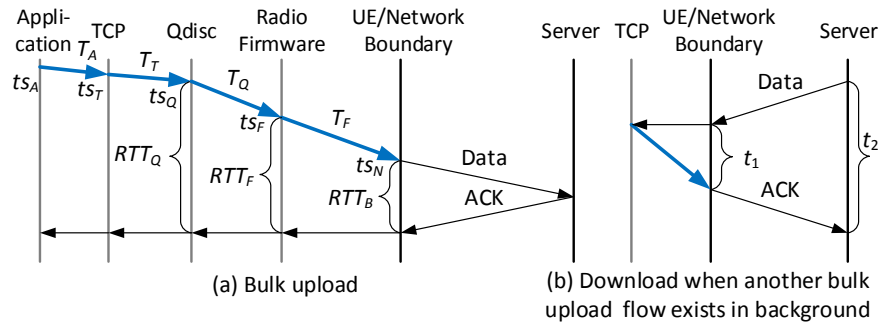 Appli-
cation
TCP
Qdisc
Radio
Firmware
UE/Network
Boundary
Server
TCP
UE/Network
Boundary
Server
T_A
T_T
T_Q
T_F
ts_A
ts_T
ts_Q
ts_F
ts_N
RTT_Q
RTT_F
RTT_B
Data
ACK
Data
t_1
t_2
ACK
(a) Bulk upload
(b) Download when another bulk
upload flow exists in background